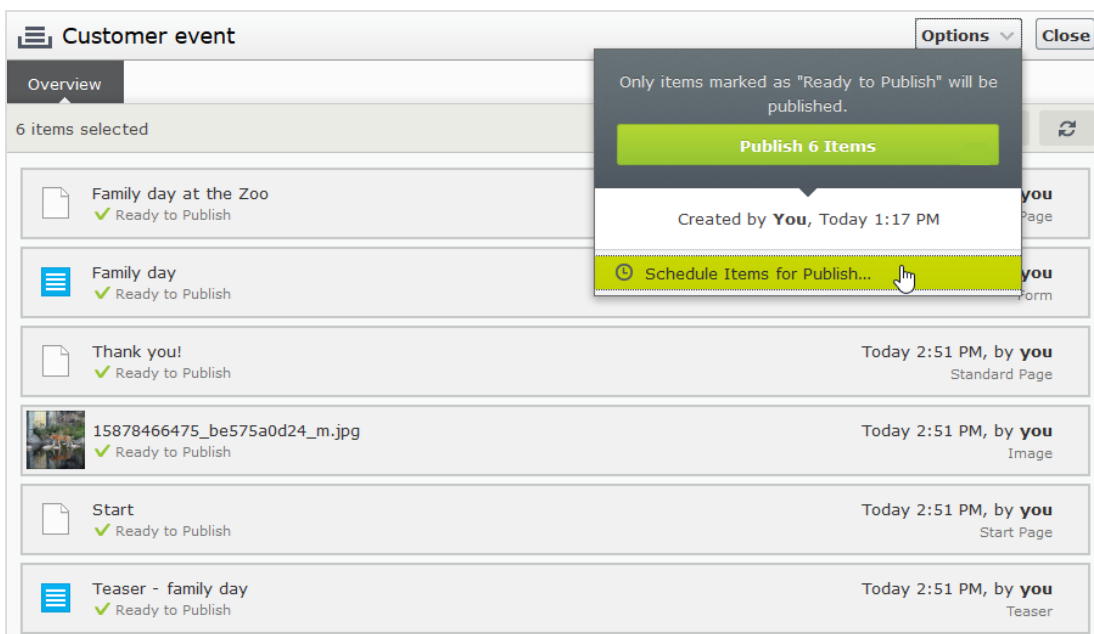 Customer event
Options
Close
Overview
Only items marked as "Ready to Publish" will be
published.
Publish 6 Items
6 items selected
Created by You, Today 1:17 PM
Schedule Items for Publish...
Family day at the Zoo
Ready to Publish
you
Page
Family day
Ready to Publish
you
Form
Thank you!
Ready to Publish
Today 2:51 PM, by you
Standard Page
15878466475_be575a0d24_m.jpg
Ready to Publish
Today 2:51 PM, by you
Image
Start
Ready to Publish
Today 2:51 PM, by you
Start Page
Teaser - family day
Ready to Publish
Today 2:51 PM, by you
Teaser